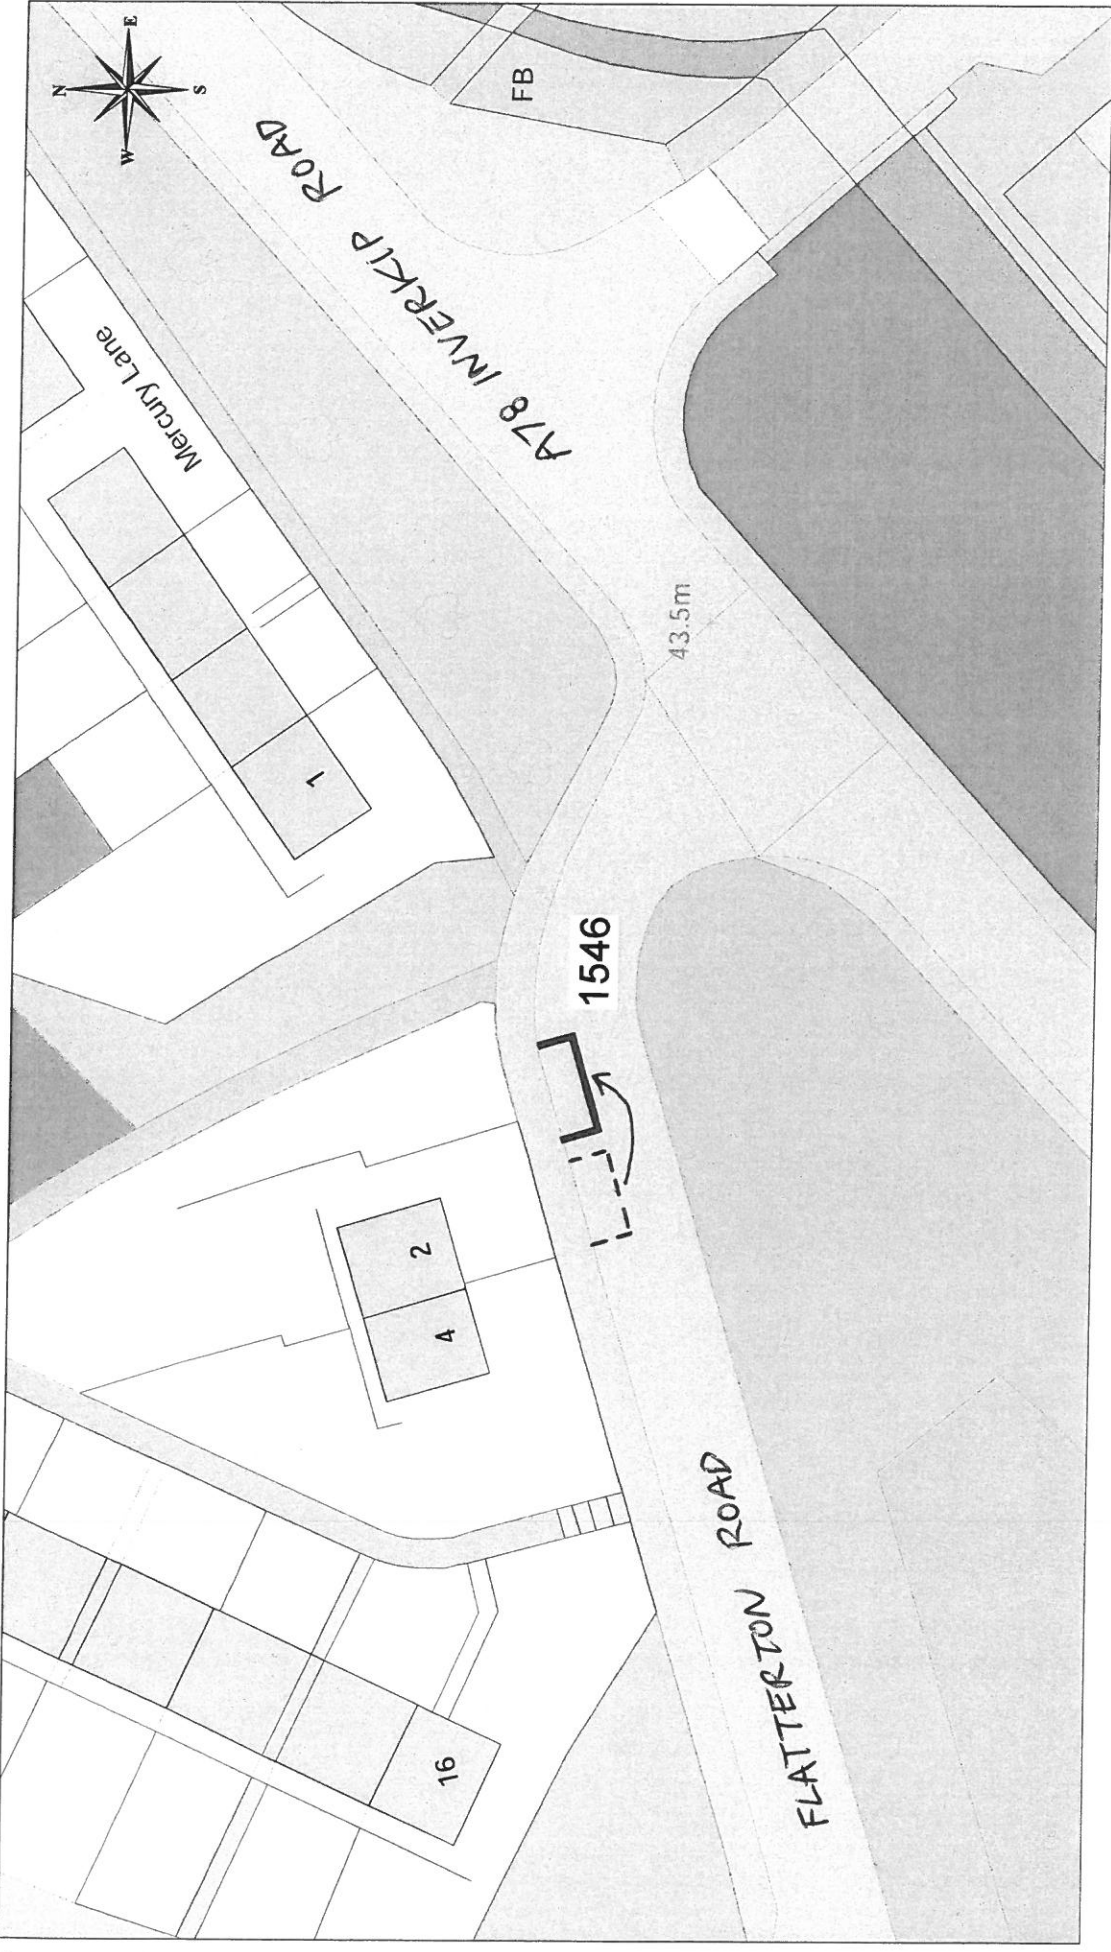 N
E
S
W
FB
A78 INVERKIP ROAD
Mercury Lane
43.5m
1
1546
2
4
16
FLATTERTON ROAD